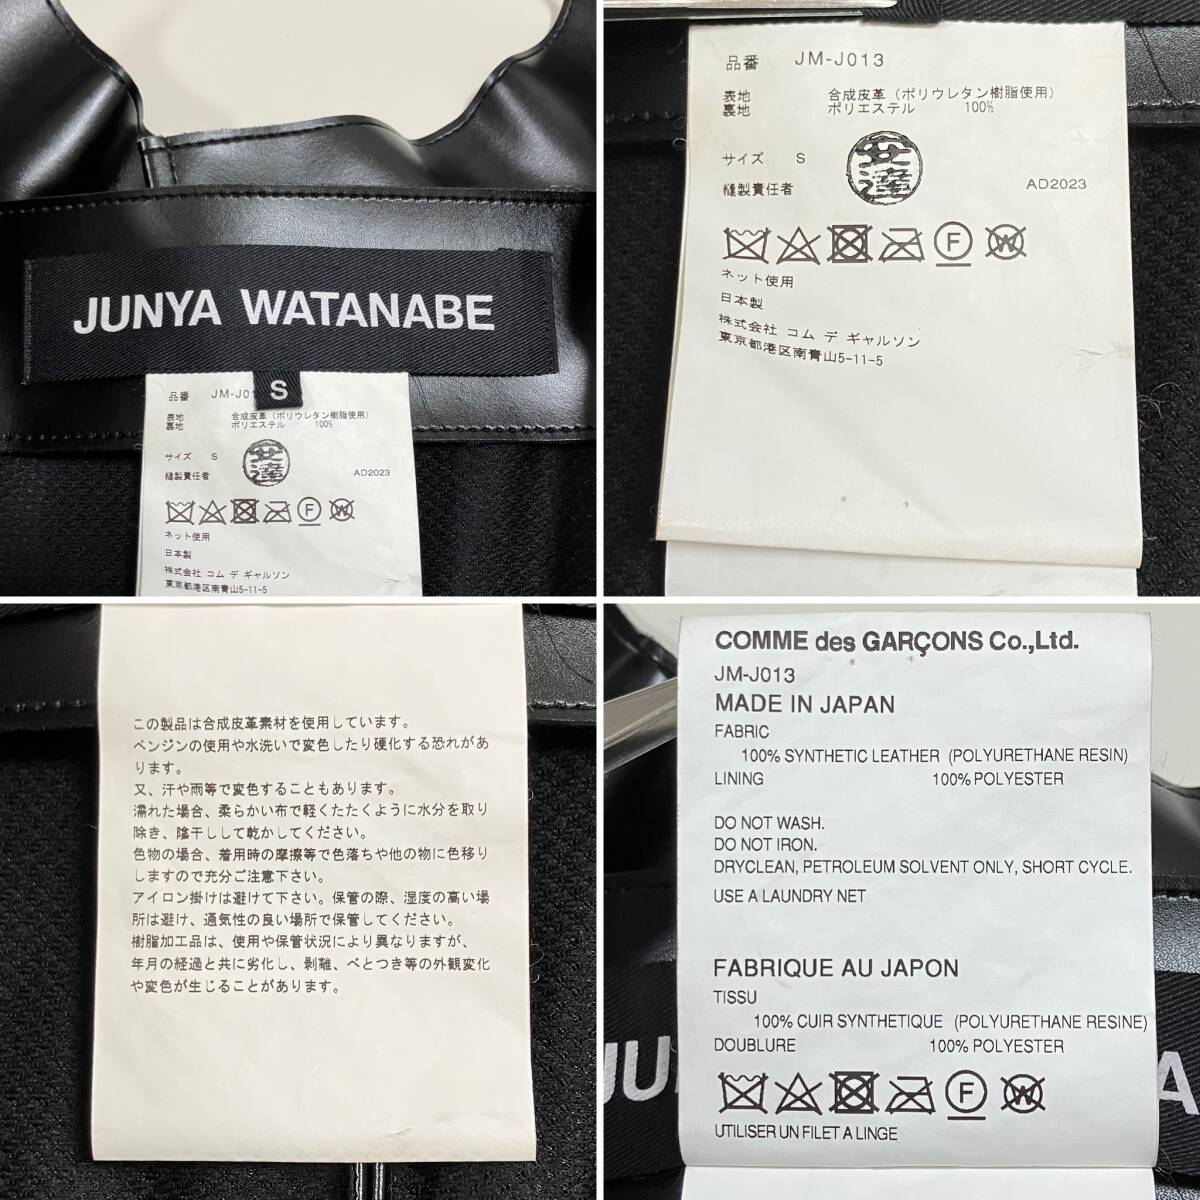 JUNYA WATANABE
S
品番 JM-J01
表地 合成皮革（ポリウレタン樹脂使用）
裏地 ポリエステル 100%
サイズ S
縫製責任者 安達 AD2023
F W
ネット使用
日本製
株式会社 コム デ ギャルソン
東京都港区南青山5-11-5
品番 JM-J013
表地 合成皮革（ポリウレタン樹脂使用）
裏地 ポリエステル 100%
サイズ S
縫製責任者 安達 AD2023
F W
ネット使用
日本製
株式会社 コム デ ギャルソン
東京都港区南青山5-11-5
この製品は合成皮革素材を使用しています。
ベンジンの使用や水洗いで変色したり硬化する恐れがあ
ります。
又、汗や雨等で変色することもあります。
濡れた場合、柔らかい布で軽くたたくように水分を取り
除き、陰干しして乾かしてください。
色物の場合、着用時の摩擦等で色落ちや他の物に色移り
しますので充分ご注意下さい。
アイロン掛けは避けて下さい。保管の際、湿度の高い場
所は避け、通気性の良い場所で保管してください。
樹脂加工品は、使用や保管状況により異なりますが、
年月の経過と共に劣化し、剥離、べとつき等の外観変化
や変色が生じることがあります。
COMME des GARÇONS Co.,Ltd.
JM-J013
MADE IN JAPAN
FABRIC
100% SYNTHETIC LEATHER (POLYURETHANE RESIN)
LINING 100% POLYESTER
DO NOT WASH.
DO NOT IRON.
DRYCLEAN, PETROLEUM SOLVENT ONLY, SHORT CYCLE.
USE A LAUNDRY NET
FABRIQUE AU JAPON
TISSU
100% CUIR SYNTHETIQUE (POLYURETHANE RESINE)
DOUBLURE 100% POLYESTER
F W
UTILISER UN FILET A LINGE
JU
A